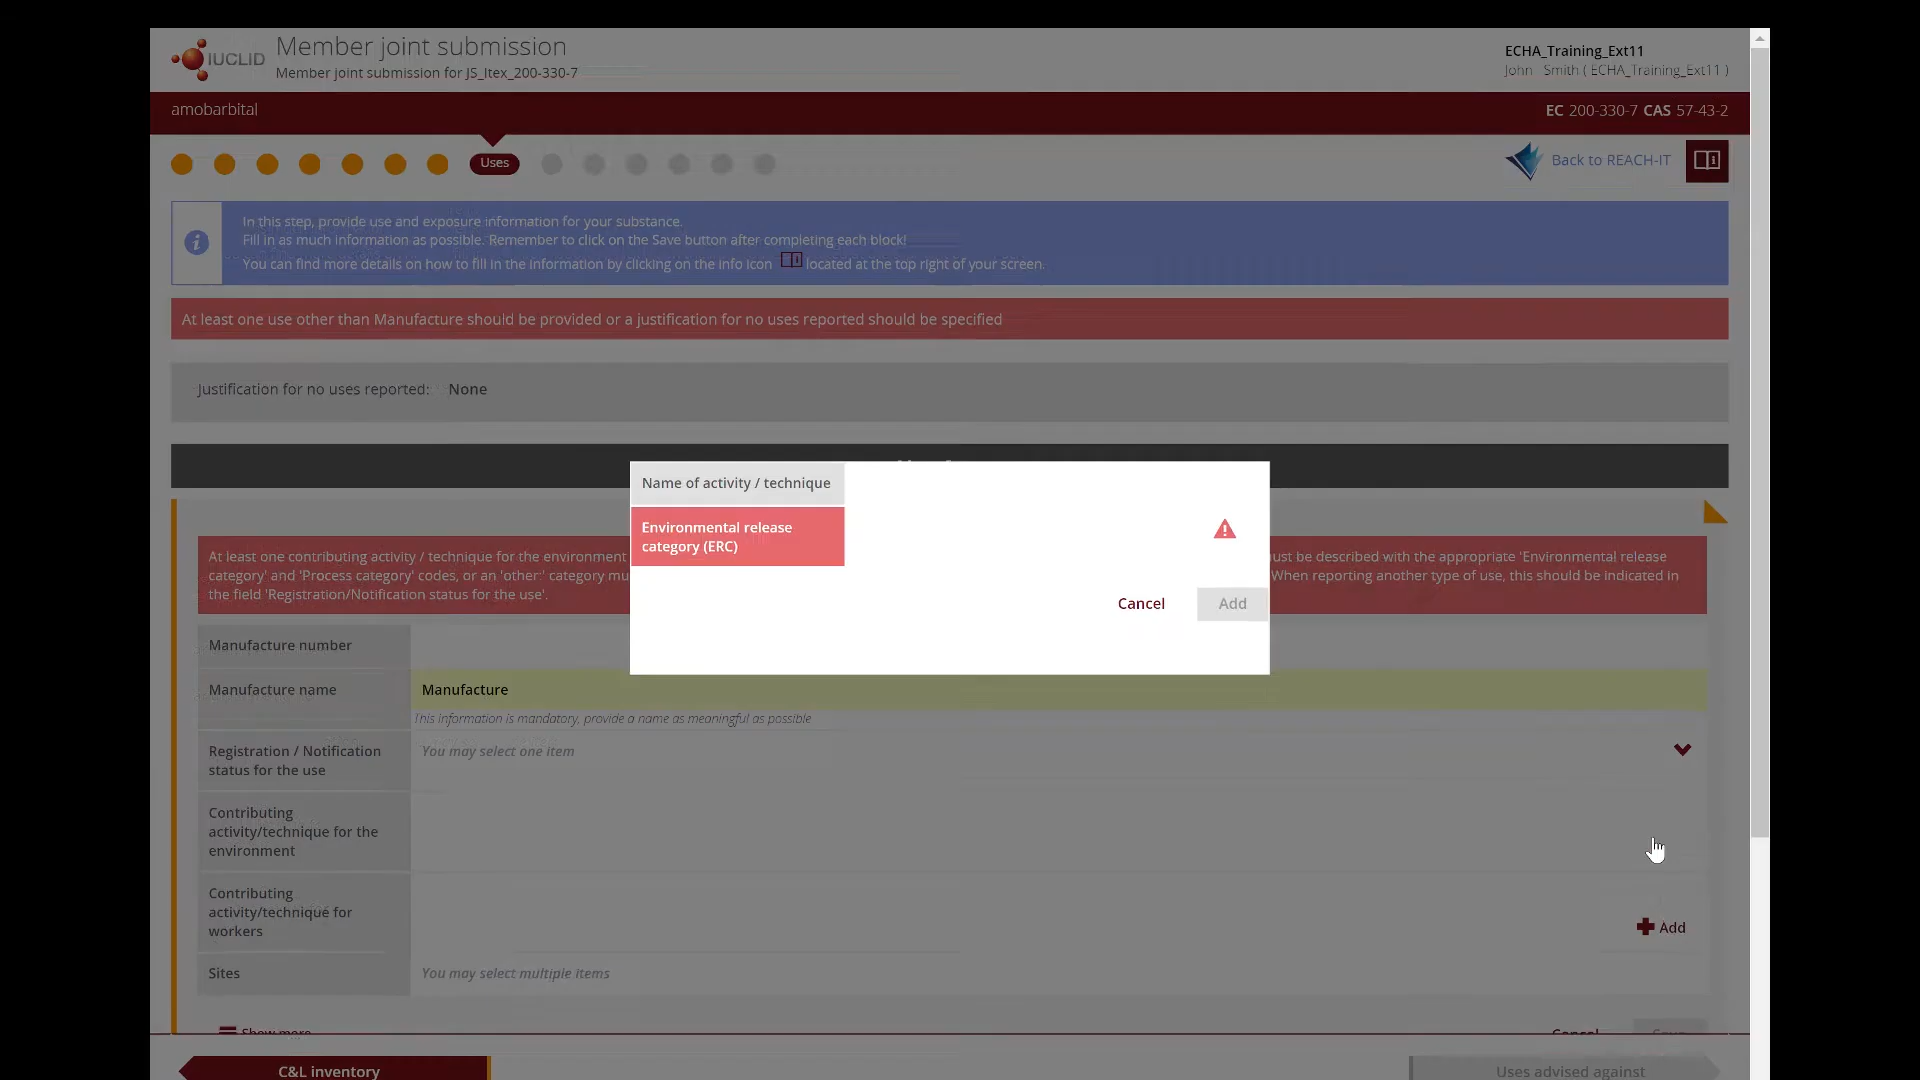 IUCLID
Member joint submission
Member joint submission for JS_Itex_200-330-7
ECHA_Training_Ext11
John Smith ( ECHA_Training_Ext11 )
amobarbital
EC 200-330-7 CAS 57-43-2
Uses
Back to REACH-IT
In this step, provide use and exposure information for your substance.
Fill in as much information as possible. Remember to click on the Save button after completing each block!
You can find more details on how to fill in the information by clicking on the info icon located at the top right of your screen.
At least one use other than Manufacture should be provided or a justification for no uses reported should be specified
Justification for no uses reported: None
Name of activity / technique
Environmental release
category (ERC)
Cancel
Add
At least one contributing activity / technique for the environment
ust be described with the appropriate 'Environmental release
category' and 'Process category' codes, or an 'other:' category mu
When reporting another type of use, this should be indicated in
the field 'Registration/Notification status for the use'.
Manufacture number
Manufacture name
Manufacture
This information is mandatory, provide a name as meaningful as possible
Registration / Notification
status for the use
You may select one item
Contributing
activity/technique for the
environment
Contributing
activity/technique for
workers
Add
Sites
You may select multiple items
Show more
Cancel
Save
C&L inventory
Uses advised against